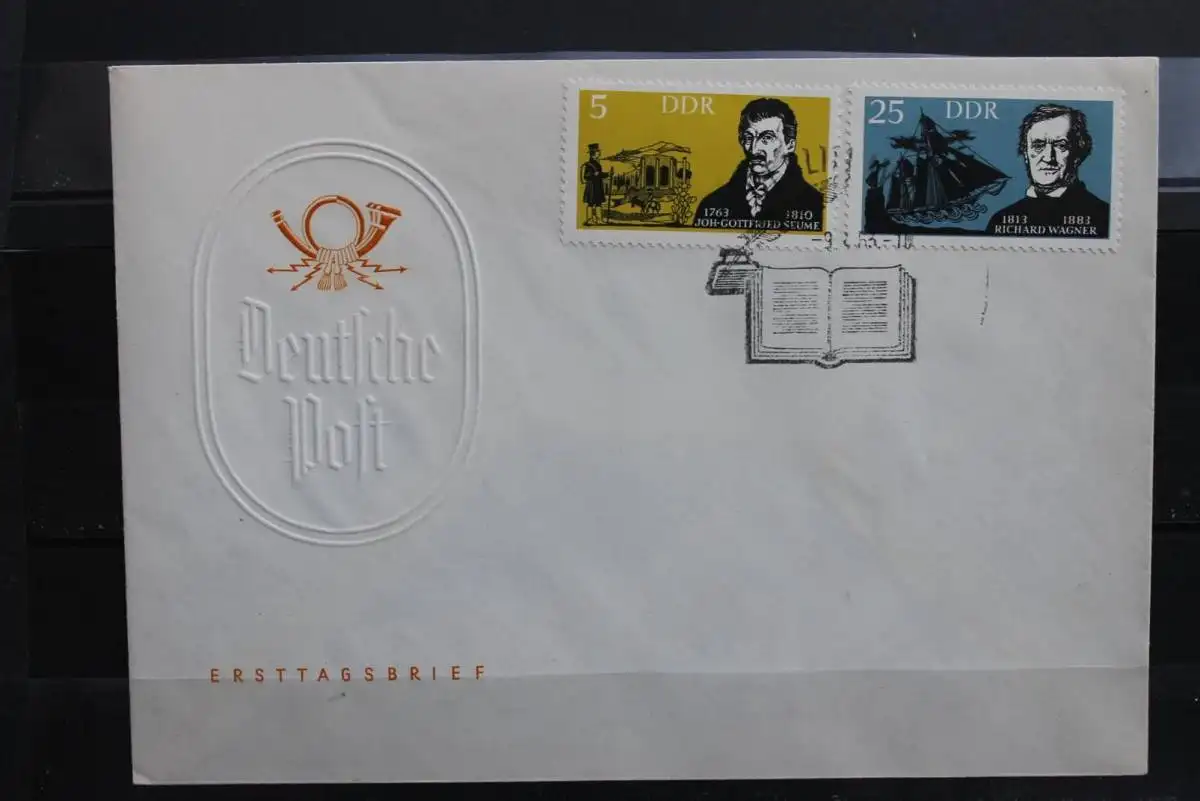 5 DDR
1763 1810
JOH-GOTTFRIED SEUME
25 DDR
1813 1883
RICHARD WAGNER
Deutſche
Poſt
ERSTTAGSBRIEF